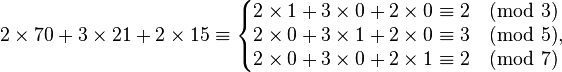 2 × 70 + 3 × 21 + 2 × 15 ≡ { 2 × 1 + 3 × 0 + 2 × 0 ≡ 2 (mod 3)
2 × 0 + 3 × 1 + 2 × 0 ≡ 3 (mod 5),
2 × 0 + 3 × 0 + 2 × 1 ≡ 2 (mod 7)